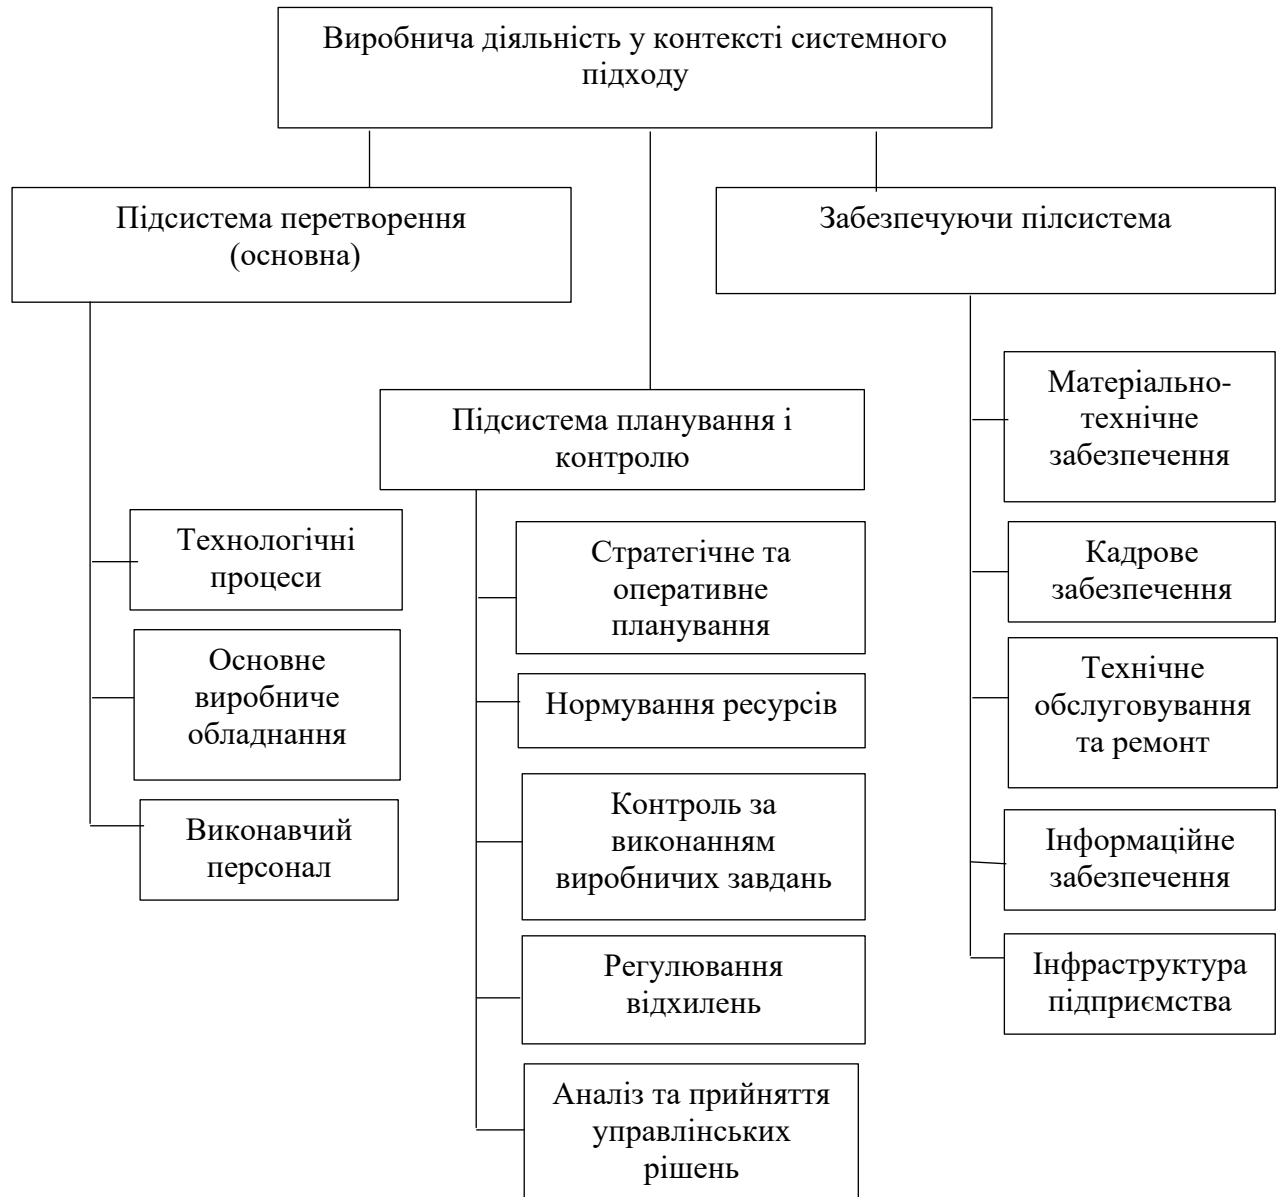 Виробнича діяльність у контексті системного
підходу
Підсистема перетворення
(основна)
Забезпечуючи пілсистема
Підсистема планування і
контролю
Технологічні
процеси
Основне
виробниче
обладнання
Виконавчий
персонал
Стратегічне та
оперативне
планування
Нормування ресурсів
Контроль за
виконанням
виробничих завдань
Регулювання
відхилень
Аналіз та прийняття
управлінських
рішень
Матеріально-
технічне
забезпечення
Кадрове
забезпечення
Технічне
обслуговування
та ремонт
Інформаційне
забезпечення
Інфраструктура
підприємства